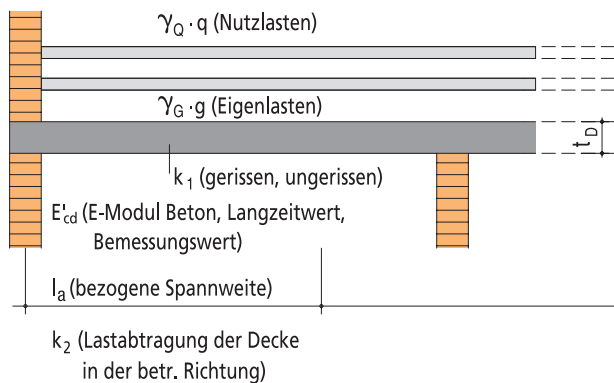 γQ · q (Nutzlasten)
γG · g (Eigenlasten)
tD
k1 (gerissen, ungerissen)
E'cd (E-Modul Beton, Langzeitwert,
Bemessungswert)
la (bezogene Spannweite)
k2 (Lastabtragung der Decke
in der betr. Richtung)